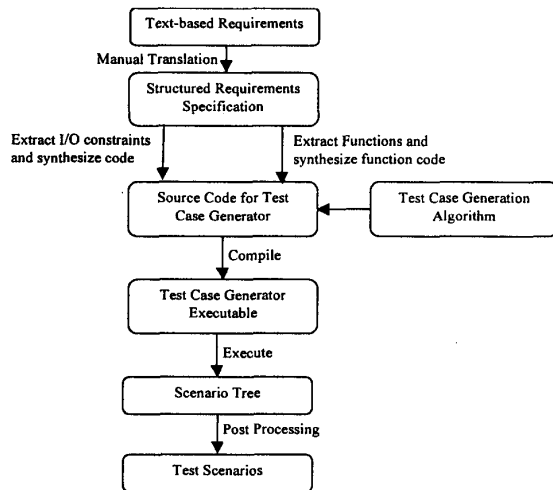 Text-based Requirements
Manual Translation
Structured Requirements
Specification
Extract I/O constraints
and synthesize code
Extract Functions and
synthesize function code
Source Code for Test
Case Generator
Test Case Generation
Algorithm
Compile
Test Case Generator
Executable
Execute
Scenario Tree
Post Processing
Test Scenarios